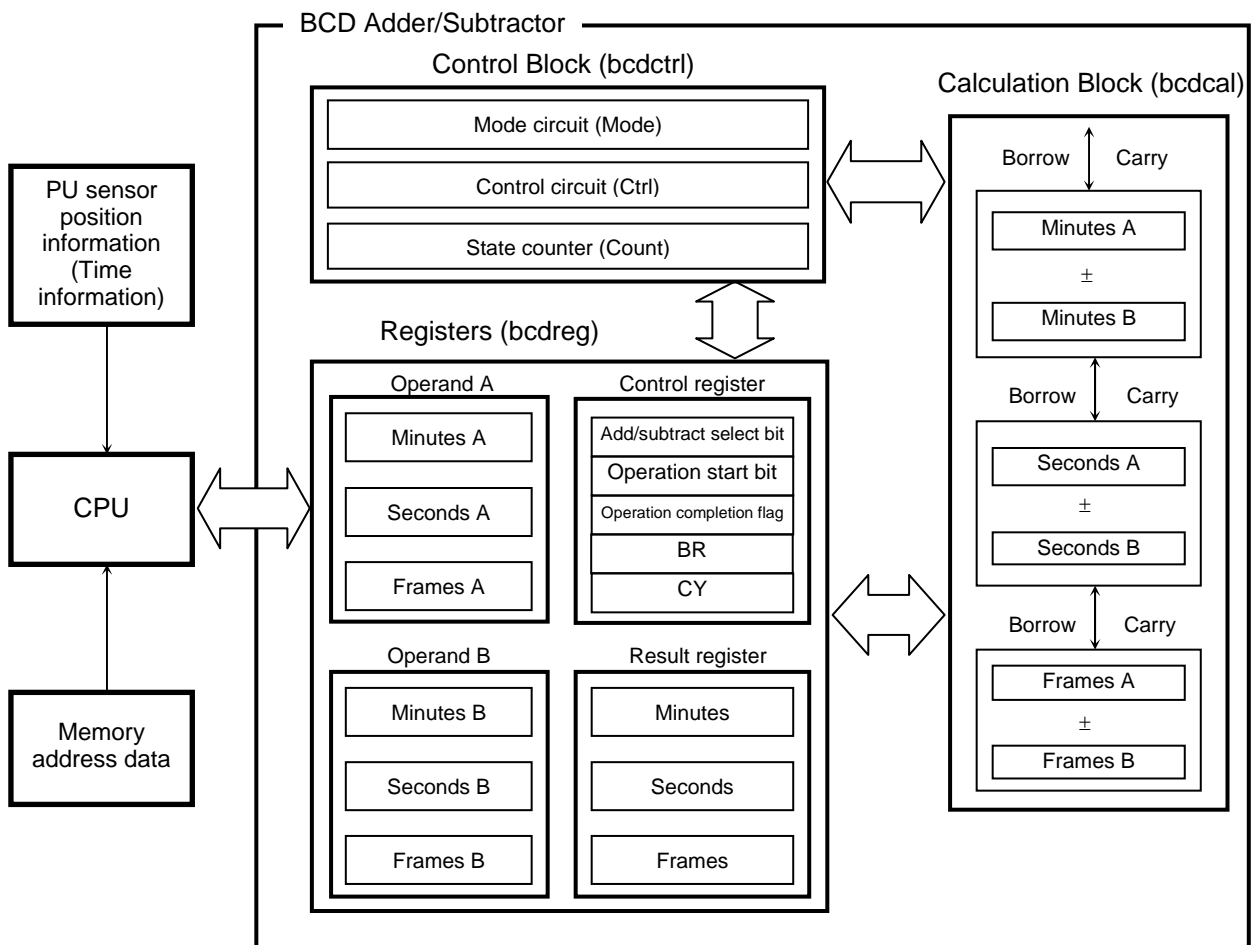 BCD Adder/Subtractor
Control Block (bcdctrl)
Mode circuit (Mode)
Control circuit (Ctrl)
State counter (Count)
Calculation Block (bcdcal)
Borrow
Carry
Minutes A
±
Minutes B
Borrow
Carry
Seconds A
±
Seconds B
Borrow
Carry
Frames A
±
Frames B
PU sensor
position
information
(Time
information)
CPU
Memory
address data
Registers (bcdreg)
Operand A
Minutes A
Seconds A
Frames A
Control register
Add/subtract select bit
Operation start bit
Operation completion flag
BR
CY
Operand B
Minutes B
Seconds B
Frames B
Result register
Minutes
Seconds
Frames